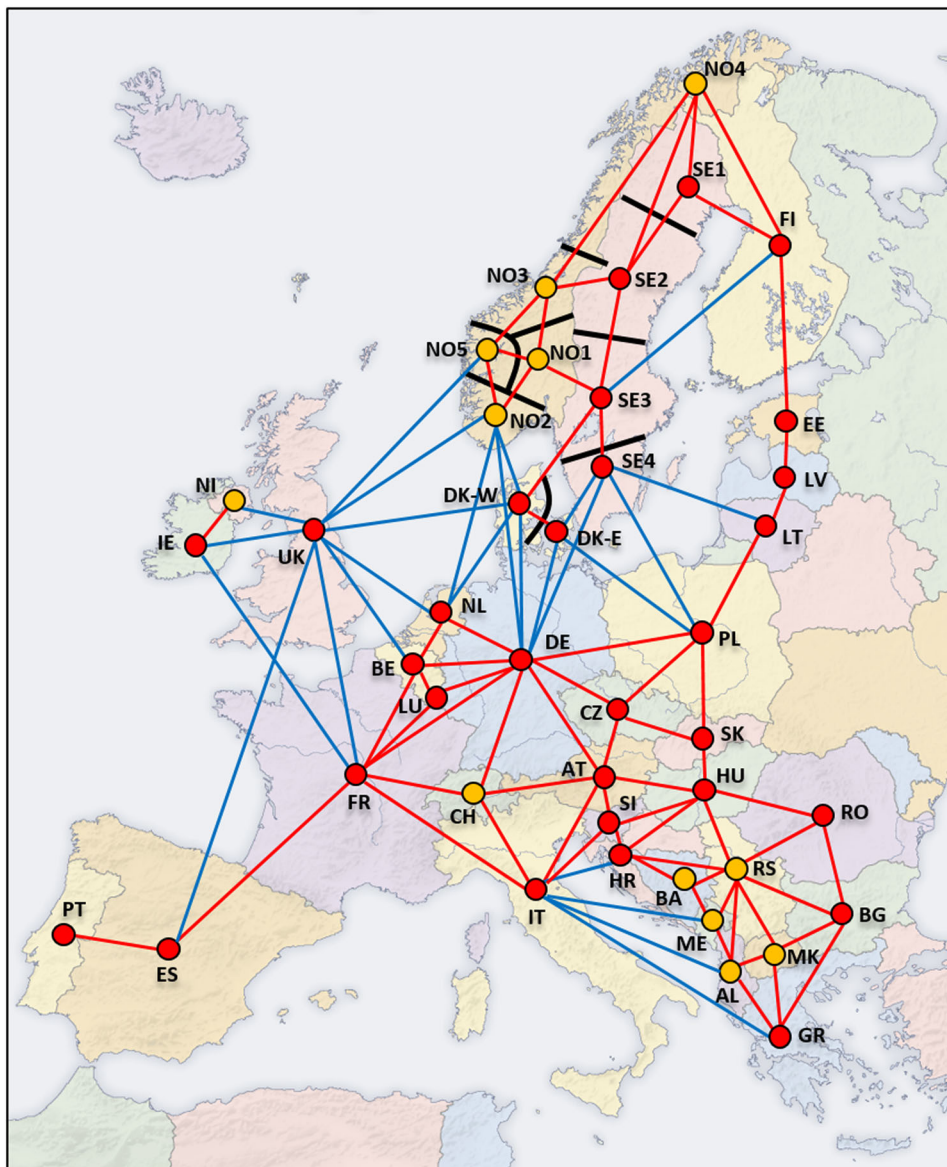 NO4
SE1
FI
NO3
SE2
NO5
NO1
SE3
NO2
EE
SE4
LV
NI
DK-W
LT
IE
UK
DK-E
NL
DE
PL
BE
LU
CZ
SK
AT
HU
FR
CH
SI
RO
HR
RS
IT
BA
PT
ME
BG
ES
MK
AL
GR